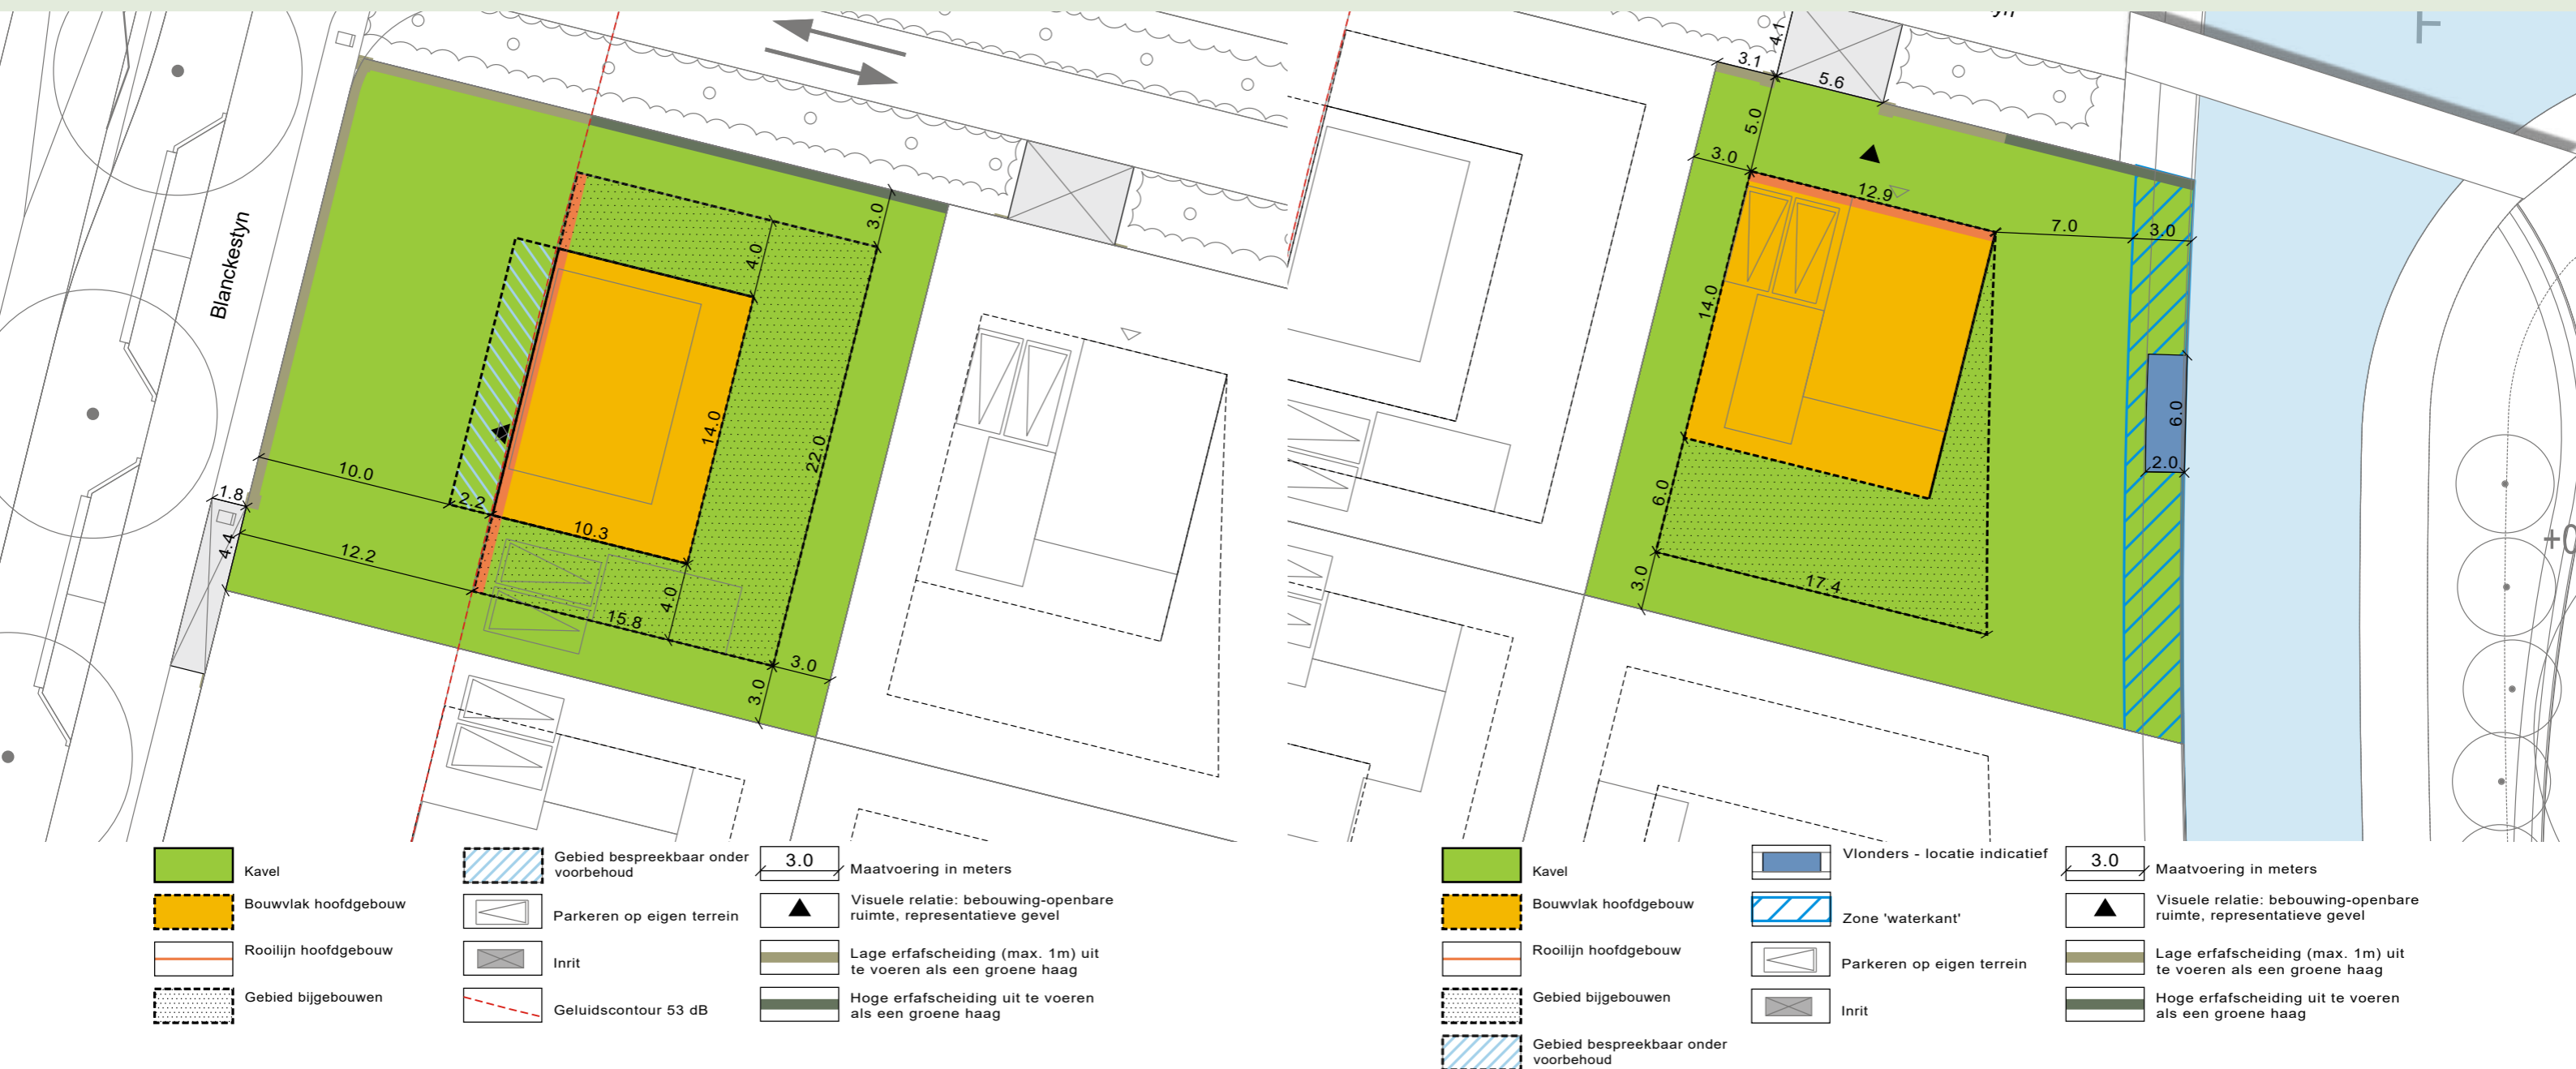 Blanckestyn
3.0
4.0
14.0
22.0
10.0
2.2
1.8
4.4
12.2
10.3
4.0
15.8
3.0
3.0
4.1
3.1
5.6
5.0
3.0
12.9
7.0
3.0
14.0
6.0
2.0
6.0
17.4
3.0
Kavel
Bouwvlak hoofdgebouw
Rooilijn hoofdgebouw
Gebied bijgebouwen
Gebied bespreekbaar onder
voorbehoud
Parkeren op eigen terrein
Inrit
Geluidscontour 53 dB
3.0
Maatvoering in meters
Visuele relatie: bebouwing-openbare
ruimte, representatieve gevel
Lage erfafscheiding (max. 1m) uit
te voeren als een groene haag
Hoge erfafscheiding uit te voeren
als een groene haag
Kavel
Bouwvlak hoofdgebouw
Rooilijn hoofdgebouw
Gebied bijgebouwen
Gebied bespreekbaar onder
voorbehoud
Vlonders - locatie indicatief
Zone 'waterkant'
Parkeren op eigen terrein
Inrit
3.0
Maatvoering in meters
Visuele relatie: bebouwing-openbare
ruimte, representatieve gevel
Lage erfafscheiding (max. 1m) uit
te voeren als een groene haag
Hoge erfafscheiding uit te voeren
als een groene haag